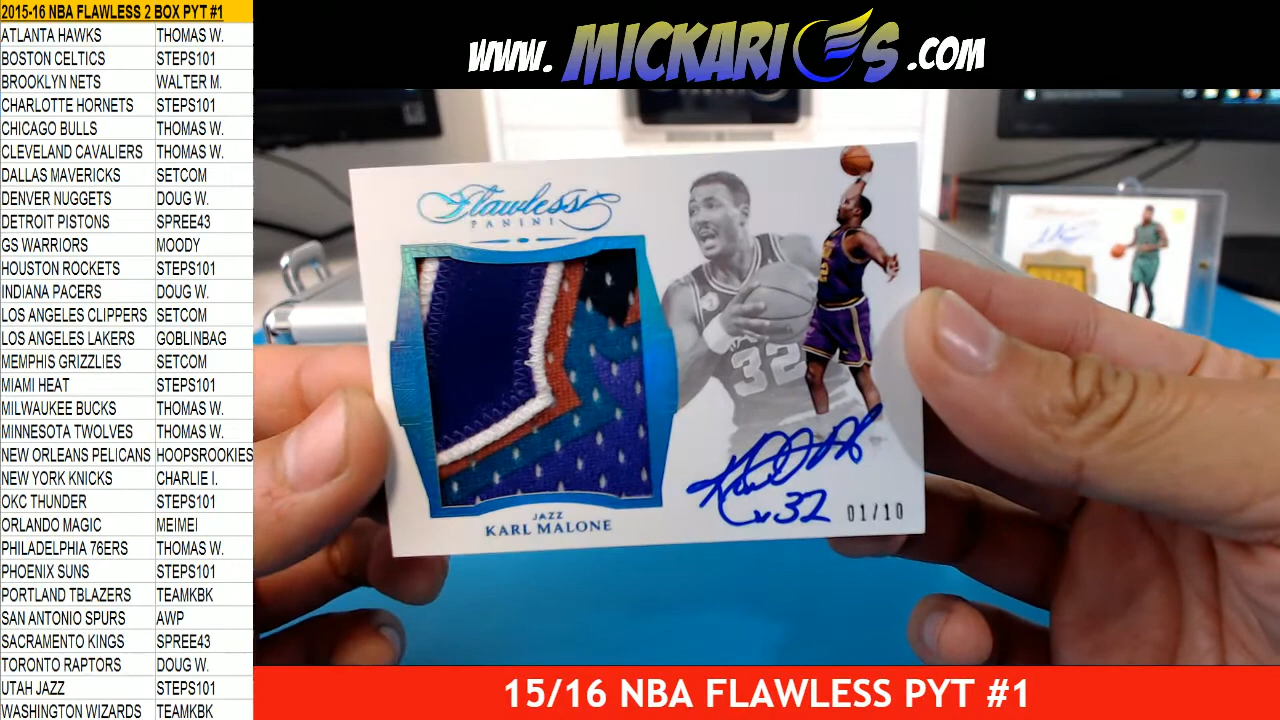 2015-16 NBA FLAWLESS 2 BOX PYT #1
ATLANTA HAWKS THOMAS W.
BOSTON CELTICS STEPS101
BROOKLYN NETS WALTER M.
CHARLOTTE HORNETS STEPS101
CHICAGO BULLS THOMAS W.
CLEVELAND CAVALIERS THOMAS W.
DALLAS MAVERICKS SETCOM
DENVER NUGGETS DOUG W.
DETROIT PISTONS SPREE43
GS WARRIORS MOODY
HOUSTON ROCKETS STEPS101
INDIANA PACERS DOUG W.
LOS ANGELES CLIPPERS SETCOM
LOS ANGELES LAKERS GOBLINBAG
MEMPHIS GRIZZLIES SETCOM
MIAMI HEAT STEPS101
MILWAUKEE BUCKS THOMAS W.
MINNESOTA TWOLVES THOMAS W.
NEW ORLEANS PELICANS HOOPSROOKIES
NEW YORK KNICKS CHARLIE I.
OKC THUNDER STEPS101
ORLANDO MAGIC MEIMEI
PHILADELPHIA 76ERS THOMAS W.
PHOENIX SUNS STEPS101
PORTLAND TBLAZERS TEAMKBK
SAN ANTONIO SPURS AWP
SACRAMENTO KINGS SPREE43
TORONTO RAPTORS DOUG W.
UTAH JAZZ STEPS101
WASHINGTON WIZARDS TEAMKBK
www.MICKARIES.com
Flawless
PANINI
32
JAZZ
KARL MALONE
32
01/10
15/16 NBA FLAWLESS PYT #1